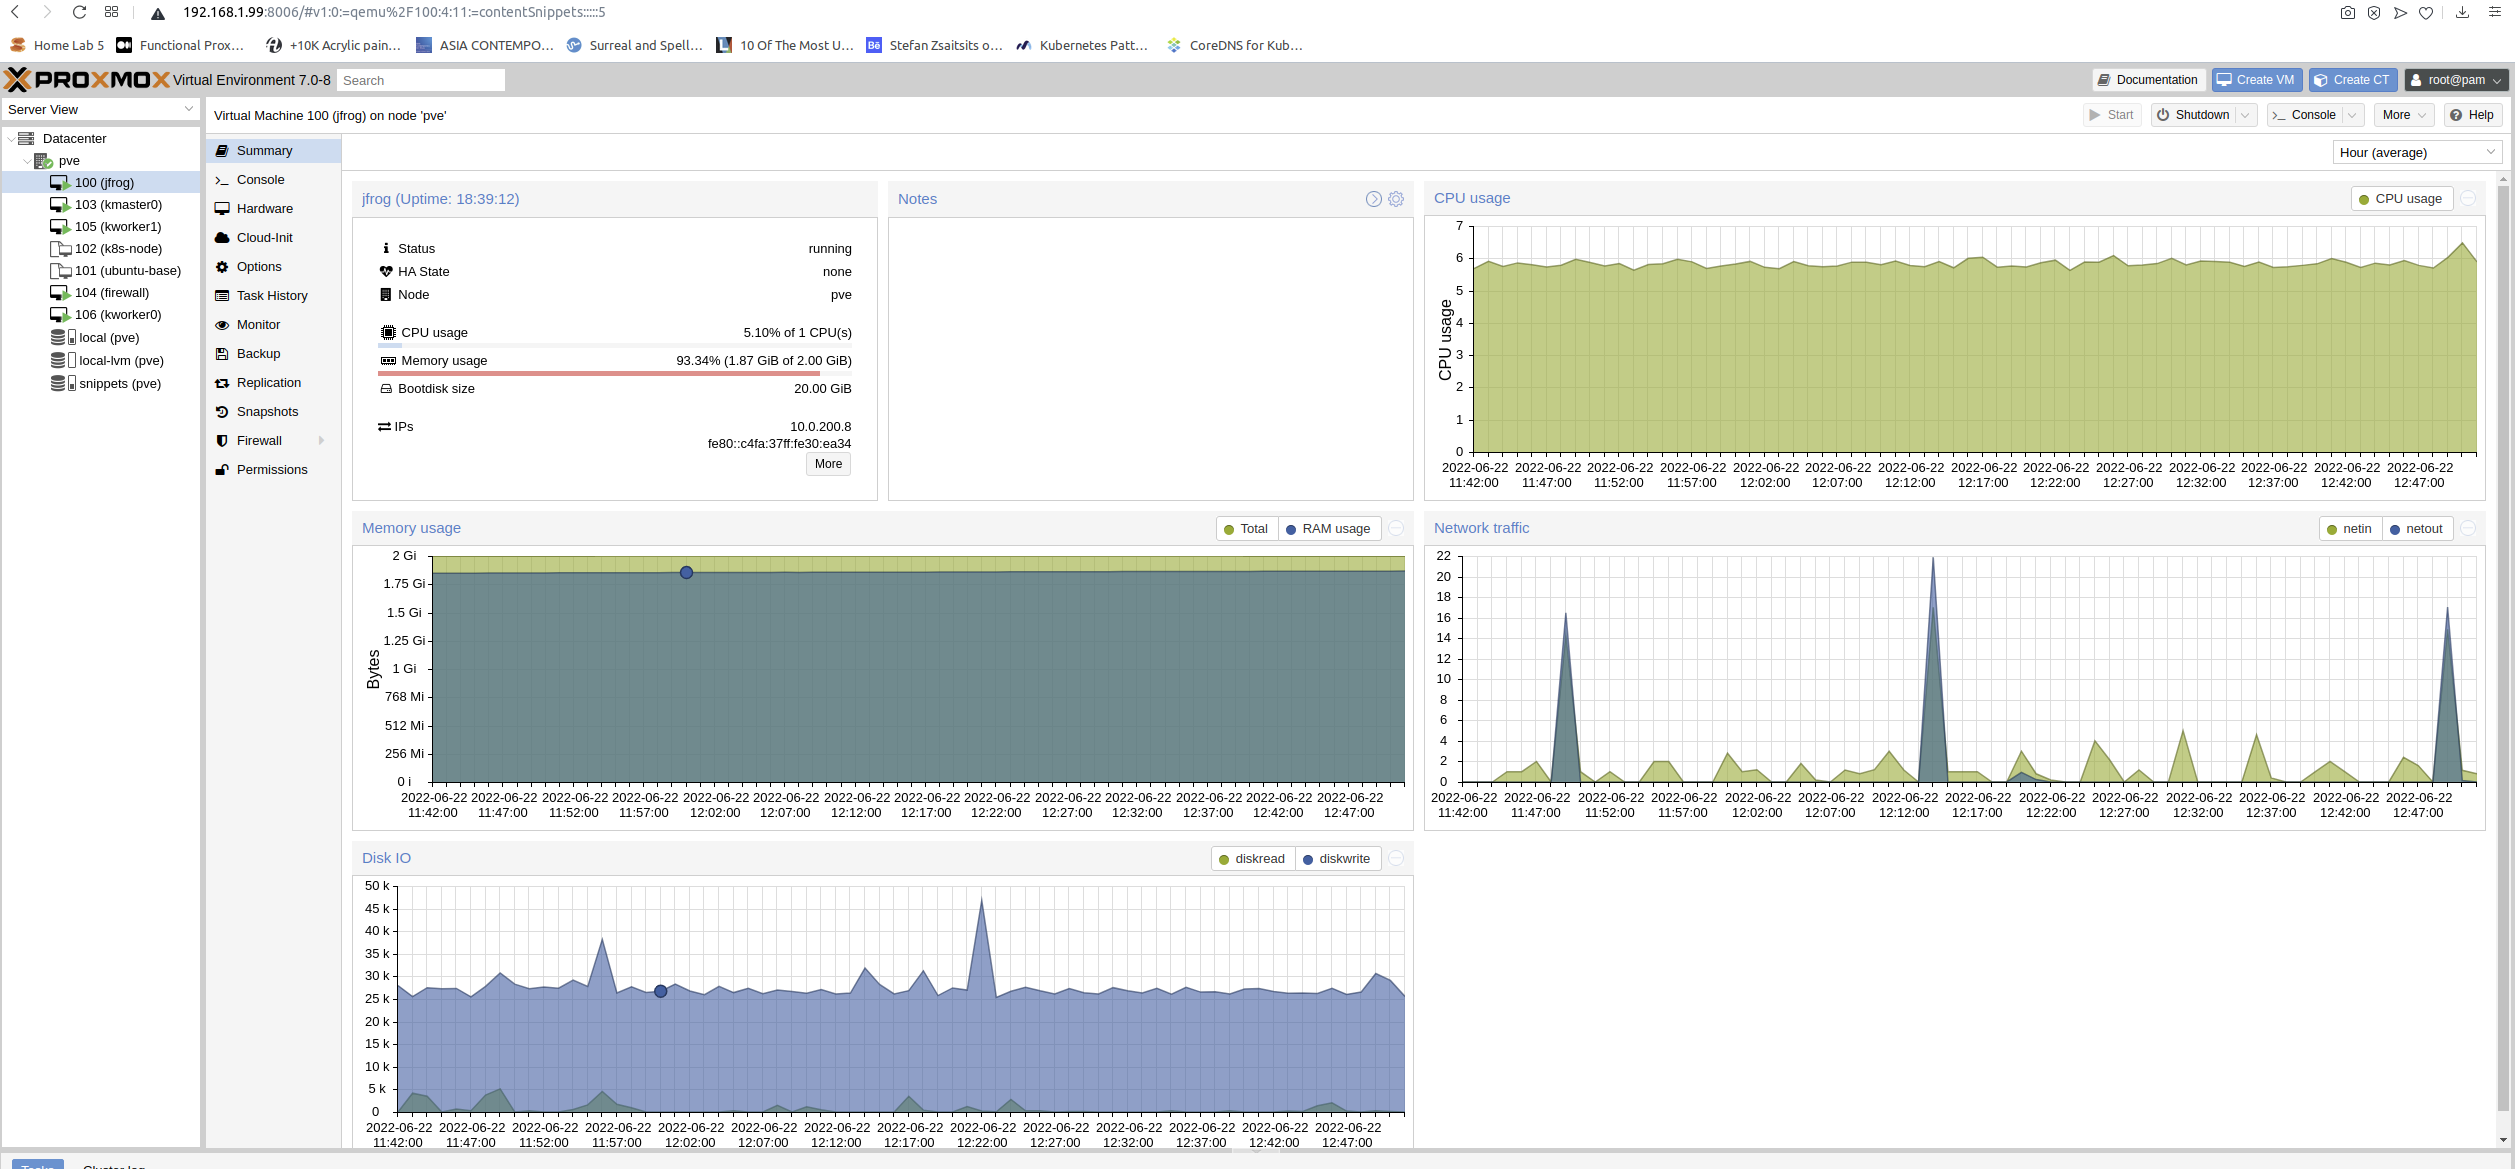 192.168.1.99:8006/#v1:0:=qemu%2F100:4:11:=contentSnippets:::::5
Home Lab 5 Functional Prox... +10K Acrylic pain... ASIA CONTEMPO... Surreal and Spell... 10 Of The Most U... Bē Stefan Zsaitsits o... Kubernetes Patt... CoreDNS for Kub...
PROXMOX Virtual Environment 7.0-8 Search Documentation Create VM Create CT root@pam
Server View
Virtual Machine 100 (jfrog) on node 'pve' Start Shutdown Console More Help
Datacenter
pve
100 (jfrog)
103 (kmaster0)
105 (kworker1)
102 (k8s-node)
101 (ubuntu-base)
104 (firewall)
106 (kworker0)
local (pve)
local-lvm (pve)
snippets (pve)
Summary
Console
Hardware
Cloud-Init
Options
Task History
Monitor
Backup
Replication
Snapshots
Firewall
Permissions
Hour (average)
jfrog (Uptime: 18:39:12)
Status running
HA State none
Node pve
CPU usage 5.10% of 1 CPU(s)
Memory usage 93.34% (1.87 GiB of 2.00 GiB)
Bootdisk size 20.00 GiB
IPs 10.0.200.8
fe80::c4fa:37ff:fe30:ea34
More
Notes
CPU usage CPU usage
7
6
5
4
3
2
1
0
CPU usage
2022-06-22 2022-06-22 2022-06-22 2022-06-22 2022-06-22 2022-06-22 2022-06-22 2022-06-22 2022-06-22 2022-06-22 2022-06-22 2022-06-22 2022-06-22 2022-06-22
11:42:00 11:47:00 11:52:00 11:57:00 12:02:00 12:07:00 12:12:00 12:17:00 12:22:00 12:27:00 12:32:00 12:37:00 12:42:00 12:47:00
Memory usage Total RAM usage
2 Gi
1.75 Gi
1.5 Gi
1.25 Gi
1 Gi
768 Mi
512 Mi
256 Mi
0 i
Bytes
2022-06-22 2022-06-22 2022-06-22 2022-06-22 2022-06-22 2022-06-22 2022-06-22 2022-06-22 2022-06-22 2022-06-22 2022-06-22 2022-06-22 2022-06-22 2022-06-22
11:42:00 11:47:00 11:52:00 11:57:00 12:02:00 12:07:00 12:12:00 12:17:00 12:22:00 12:27:00 12:32:00 12:37:00 12:42:00 12:47:00
Network traffic netin netout
22
20
18
16
14
12
10
8
6
4
2
0
2022-06-22 2022-06-22 2022-06-22 2022-06-22 2022-06-22 2022-06-22 2022-06-22 2022-06-22 2022-06-22 2022-06-22 2022-06-22 2022-06-22 2022-06-22 2022-06-22
11:42:00 11:47:00 11:52:00 11:57:00 12:02:00 12:07:00 12:12:00 12:17:00 12:22:00 12:27:00 12:32:00 12:37:00 12:42:00 12:47:00
Disk IO diskread diskwrite
50 k
45 k
40 k
35 k
30 k
25 k
20 k
15 k
10 k
5 k
0
2022-06-22 2022-06-22 2022-06-22 2022-06-22 2022-06-22 2022-06-22 2022-06-22 2022-06-22 2022-06-22 2022-06-22 2022-06-22 2022-06-22 2022-06-22 2022-06-22
11:42:00 11:47:00 11:52:00 11:57:00 12:02:00 12:07:00 12:12:00 12:17:00 12:22:00 12:27:00 12:32:00 12:37:00 12:42:00 12:47:00
Tasks Cluster log